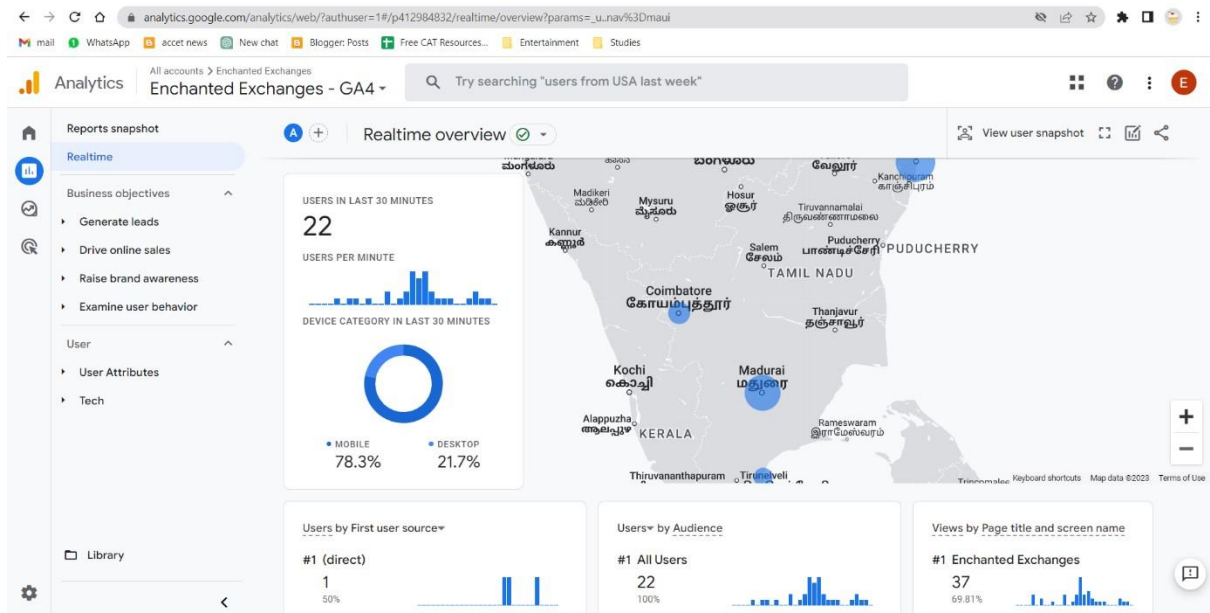 analytics.google.com/analytics/web/?authuser=1#/p412984832/realtime/overview?params=_u..nav%3Dmaui
M mail WhatsApp accet news New chat Blogger: Posts Free CAT Resources... Entertainment Studies
Analytics
All accounts > Enchanted Exchanges
Enchanted Exchanges - GA4
Try searching "users from USA last week"
E
Reports snapshot
Realtime
Business objectives
Generate leads
Drive online sales
Raise brand awareness
Examine user behavior
User
User Attributes
Tech
Library
A
Realtime overview
View user snapshot
USERS IN LAST 30 MINUTES
22
USERS PER MINUTE
DEVICE CATEGORY IN LAST 30 MINUTES
MOBILE
78.3%
DESKTOP
21.7%
ಮಂಗಳೂರು
ಬೆಂಗಳೂರು
வேலூர்
Kanchipuram
காஞ்சிபுரம்
Madikeri
ಮಡಿಕೇರಿ
Mysuru
ಮೈಸೂರು
Hosur
ஓசூர்
Tiruvannamalai
திருவண்ணாமலை
Kannur
കണ്ണൂർ
Salem
சேலம்
Puducherry
பாண்டிச்சேரி
PUDUCHERRY
TAMIL NADU
Coimbatore
கோயம்புத்தூர்
Thanjavur
தஞ்சாவூர்
Kochi
கொச்சி
Madurai
மதுரை
Alappuzha
ആലപ്പുഴ
KERALA
Rameswaram
இராமேஸ்வரம்
Thiruvananthapuram
Tirunelveli
Trincomalee
Keyboard shortcuts Map data ©2023 Terms of Use
Users by First user source
#1 (direct)
1
50%
Users by Audience
#1 All Users
22
100%
Views by Page title and screen name
#1 Enchanted Exchanges
37
69.81%